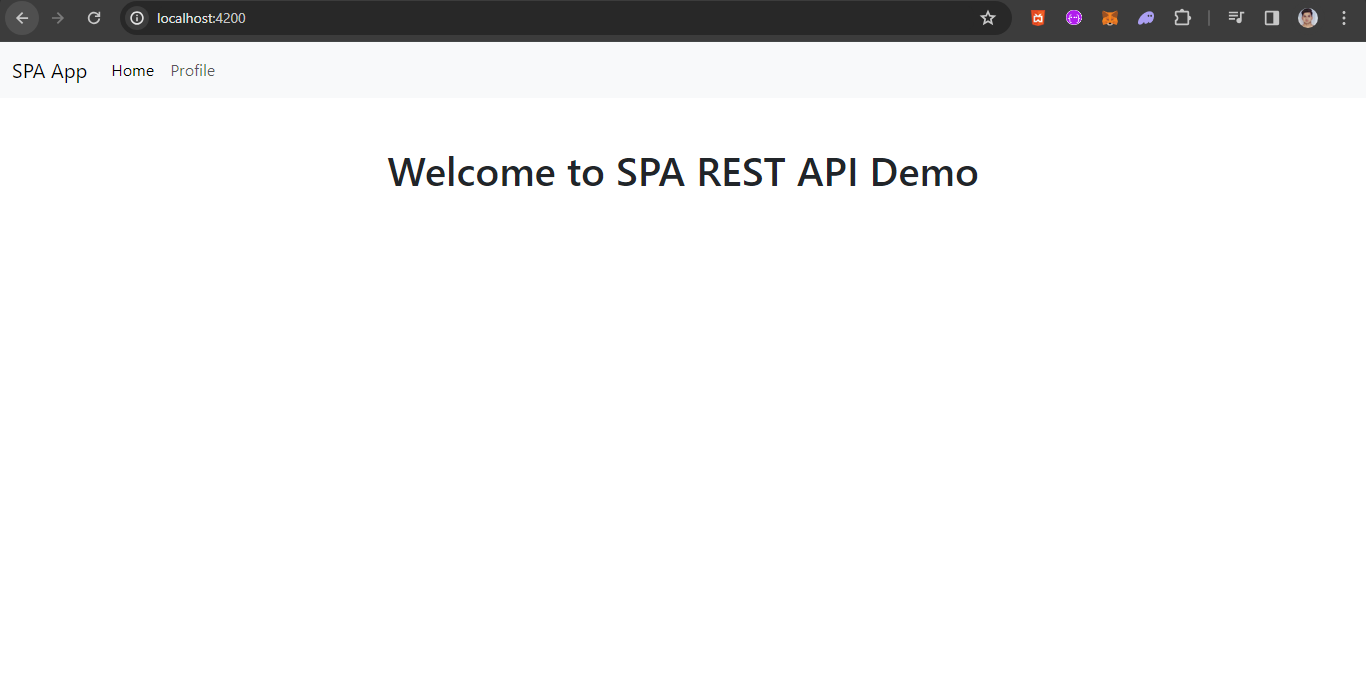 localhost:4200
SPA App Home Profile
Welcome to SPA REST API Demo